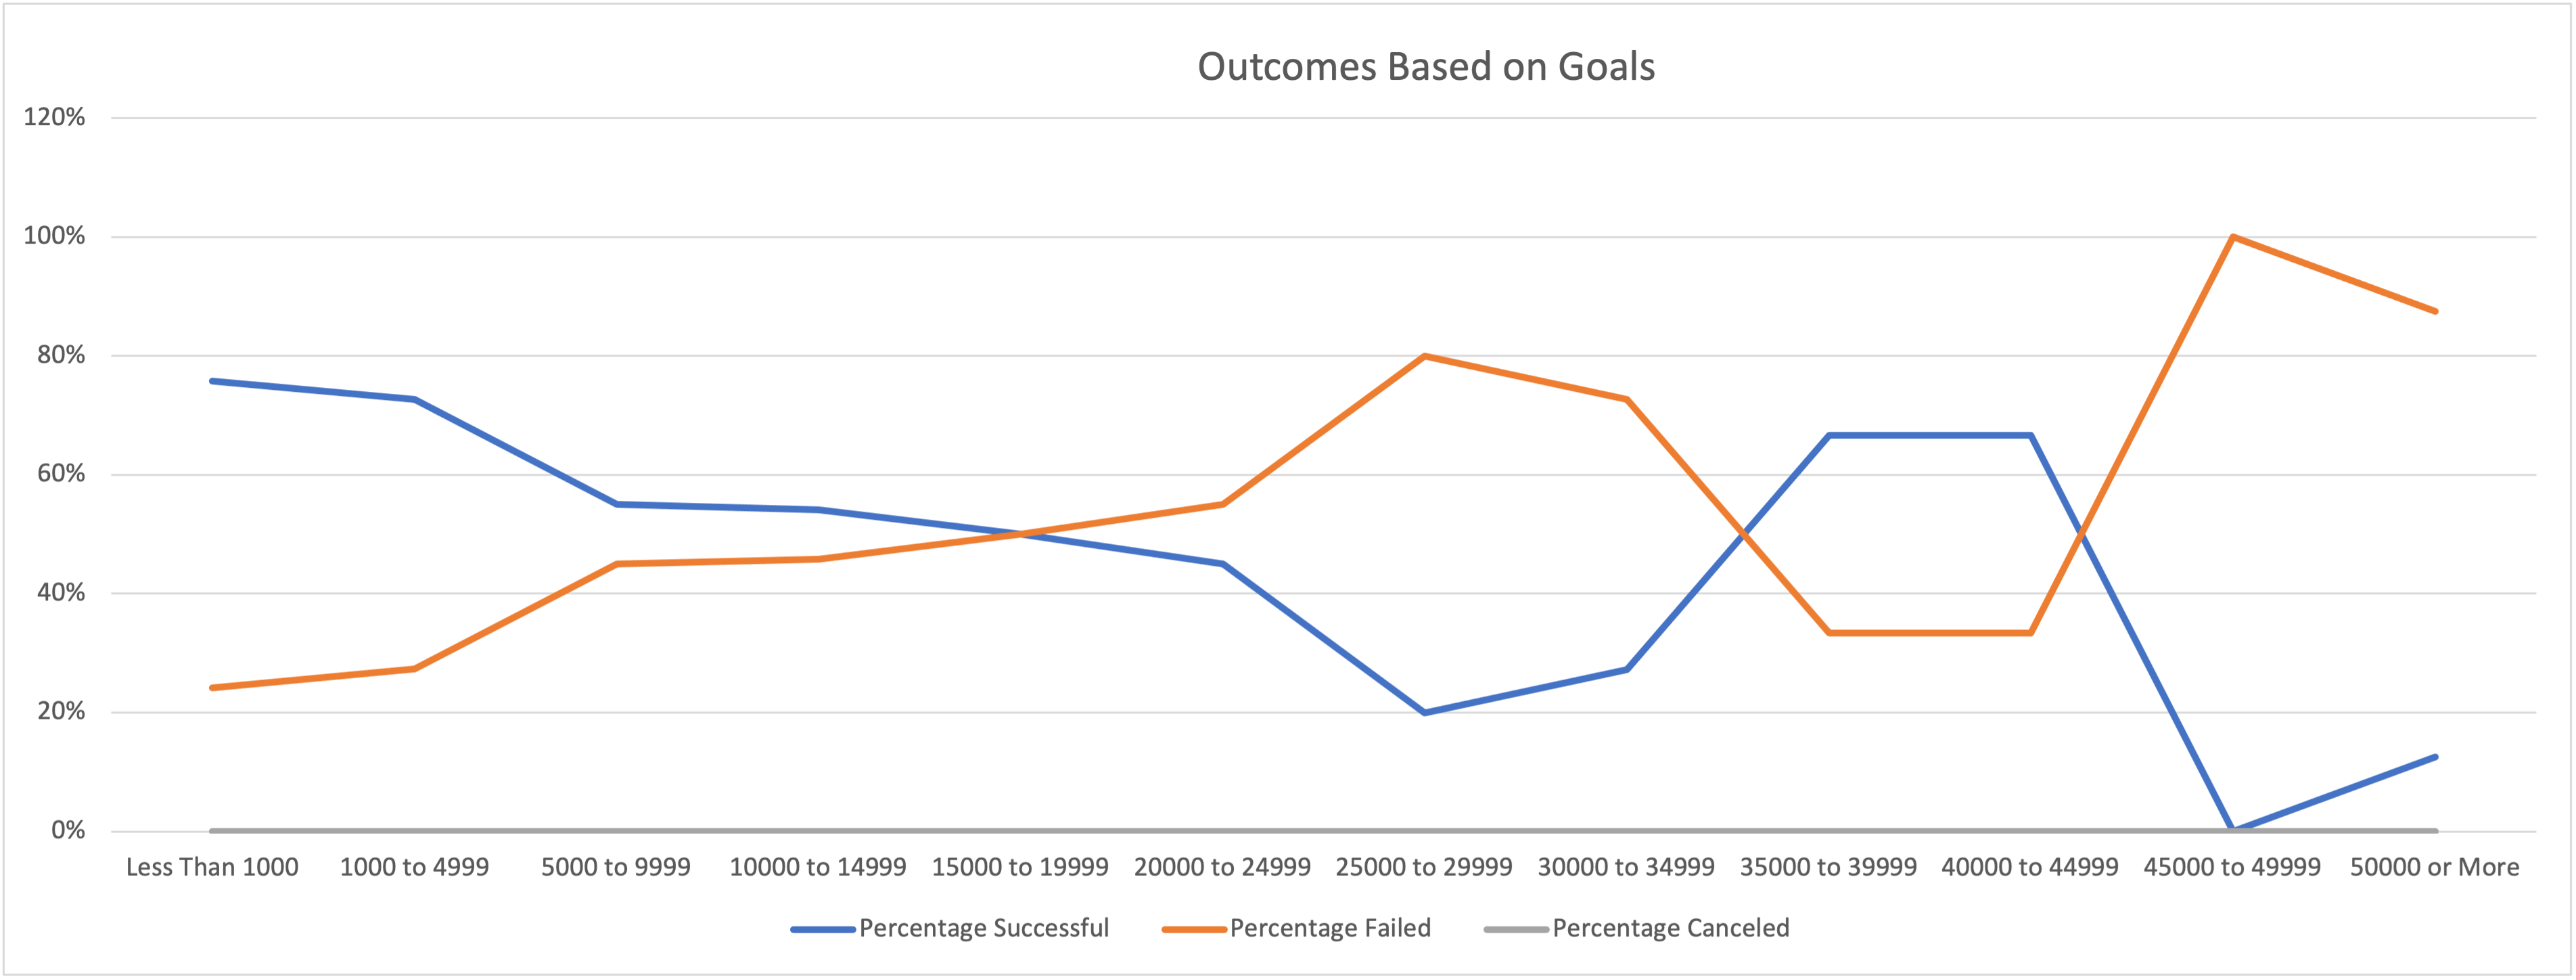 Outcomes Based on Goals
120%
100%
80%
60%
40%
20%
0%
Less Than 1000 1000 to 4999 5000 to 9999 10000 to 14999 15000 to 19999 20000 to 24999 25000 to 29999 30000 to 34999 35000 to 39999 40000 to 44999 45000 to 49999 50000 or More
Percentage Successful Percentage Failed Percentage Canceled